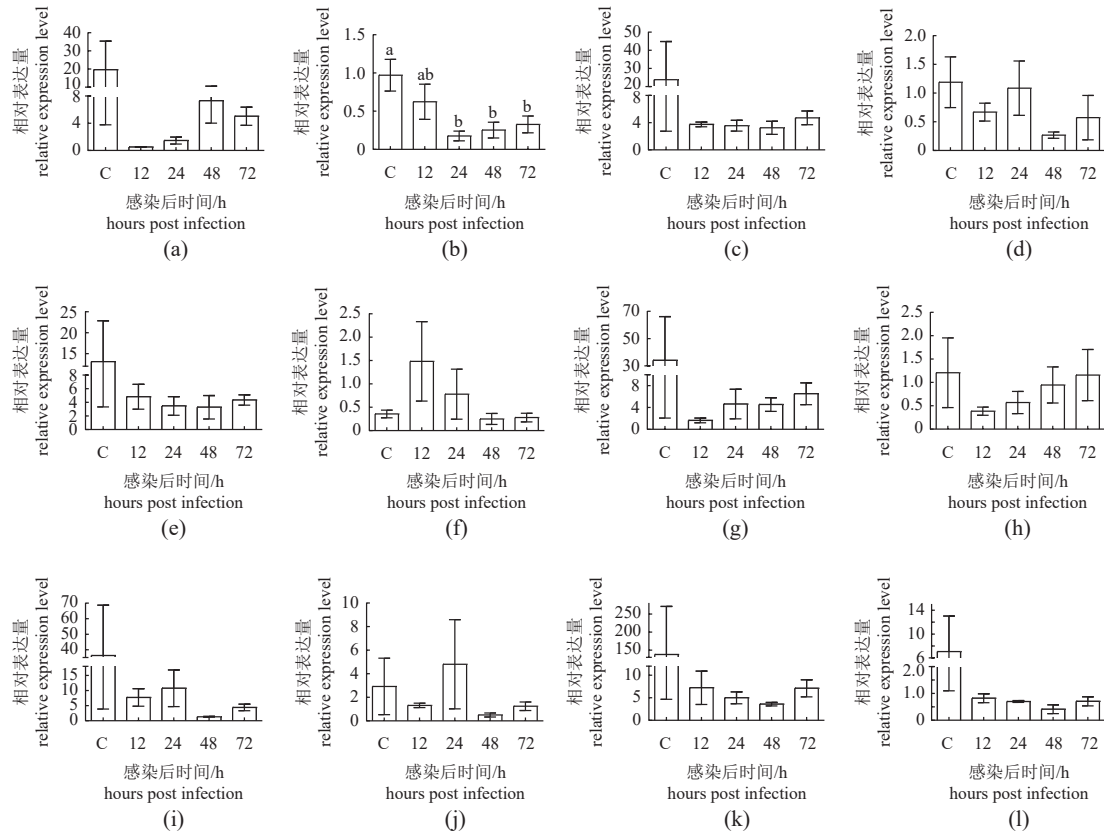 相对表达量
relative expression level
40
30
20
10
8
4
0
C 12 24 48 72
感染后时间/h
hours post infection
(a)
相对表达量
relative expression level
1.5
1.0
0.5
0
a ab b b b
C 12 24 48 72
感染后时间/h
hours post infection
(b)
相对表达量
relative expression level
50
40
30
20
8
4
0
C 12 24 48 72
感染后时间/h
hours post infection
(c)
相对表达量
relative expression level
2.0
1.5
1.0
0.5
0
C 12 24 48 72
感染后时间/h
hours post infection
(d)
相对表达量
relative expression level
25
15
5
6
4
2
0
C 12 24 48 72
感染后时间/h
hours post infection
(e)
相对表达量
relative expression level
2.5
2.0
1.5
1.0
0.5
0
C 12 24 48 72
感染后时间/h
hours post infection
(f)
相对表达量
relative expression level
70
50
30
8
4
0
C 12 24 48 72
感染后时间/h
hours post infection
(g)
相对表达量
relative expression level
2.5
2.0
1.5
1.0
0.5
0
C 12 24 48 72
感染后时间/h
hours post infection
(h)
相对表达量
relative expression level
70
60
50
40
35
15
10
5
0
C 12 24 48 72
感染后时间/h
hours post infection
(i)
相对表达量
relative expression level
10
8
6
4
2
0
C 12 24 48 72
感染后时间/h
hours post infection
(j)
相对表达量
relative expression level
250
200
150
10
5
0
C 12 24 48 72
感染后时间/h
hours post infection
(k)
相对表达量
relative expression level
14
12
10
8
6
2.0
1.0
0
C 12 24 48 72
感染后时间/h
hours post infection
(l)